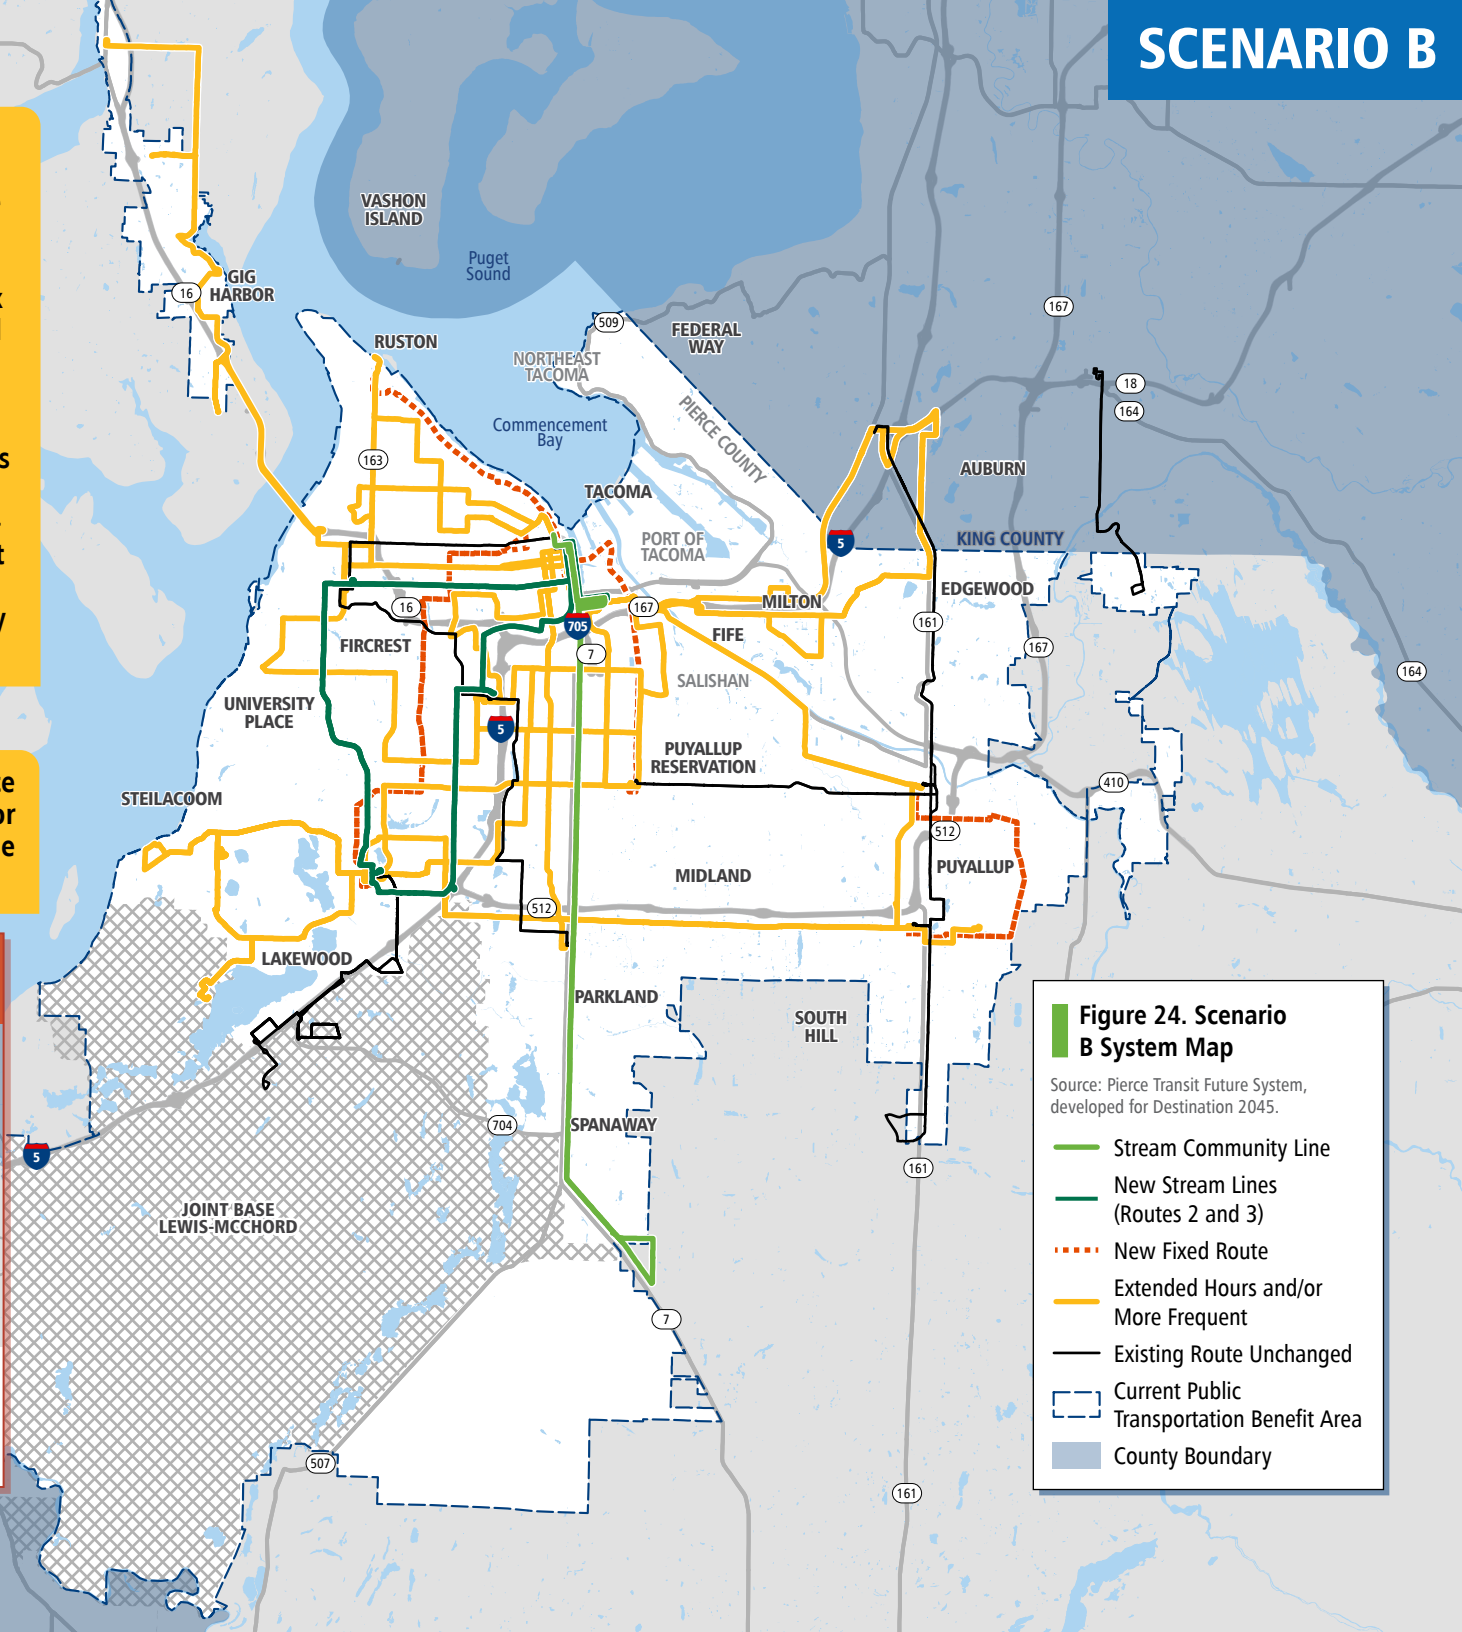 SCENARIO B
VASHON
ISLAND
Puget
Sound
GIG
HARBOR
16
RUSTON
509
FEDERAL
WAY
167
NORTHEAST
TACOMA
18
164
PIERCE COUNTY
Commencement
Bay
163
AUBURN
TACOMA
PORT OF
TACOMA
5
KING COUNTY
EDGEWOOD
16
167
MILTON
705
161
FIFE
FIRCREST
7
167
164
SALISHAN
UNIVERSITY
PLACE
5
PUYALLUP
RESERVATION
410
STEILACOOM
512
PUYALLUP
MIDLAND
512
LAKEWOOD
PARKLAND
SOUTH
HILL
704
SPANAWAY
5
161
JOINT BASE
LEWIS-MCCHORD
7
507
161
Figure 24. Scenario
B System Map
Source: Pierce Transit Future System,
developed for Destination 2045.
Stream Community Line
New Stream Lines
(Routes 2 and 3)
New Fixed Route
Extended Hours and/or
More Frequent
Existing Route Unchanged
Current Public
Transportation Benefit Area
County Boundary